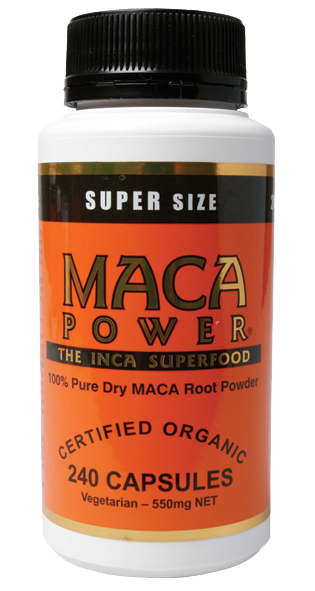 SUPER SIZE
MACA
POWER®
THE INCA SUPERFOOD
100% Pure Dry MACA Root Powder
CERTIFIED ORGANIC
240 CAPSULES
Vegetarian – 550mg NET